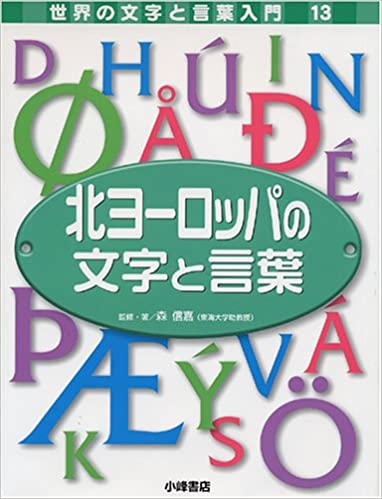 世界の文字と言葉入門 13
D H Ú I N
Ø Å Ð É
北ヨーロッパの
文字と言葉
監修・著/森 信嘉(東海大学助教授)
Þ Æ Ý V Á
K S Ö
小峰書店